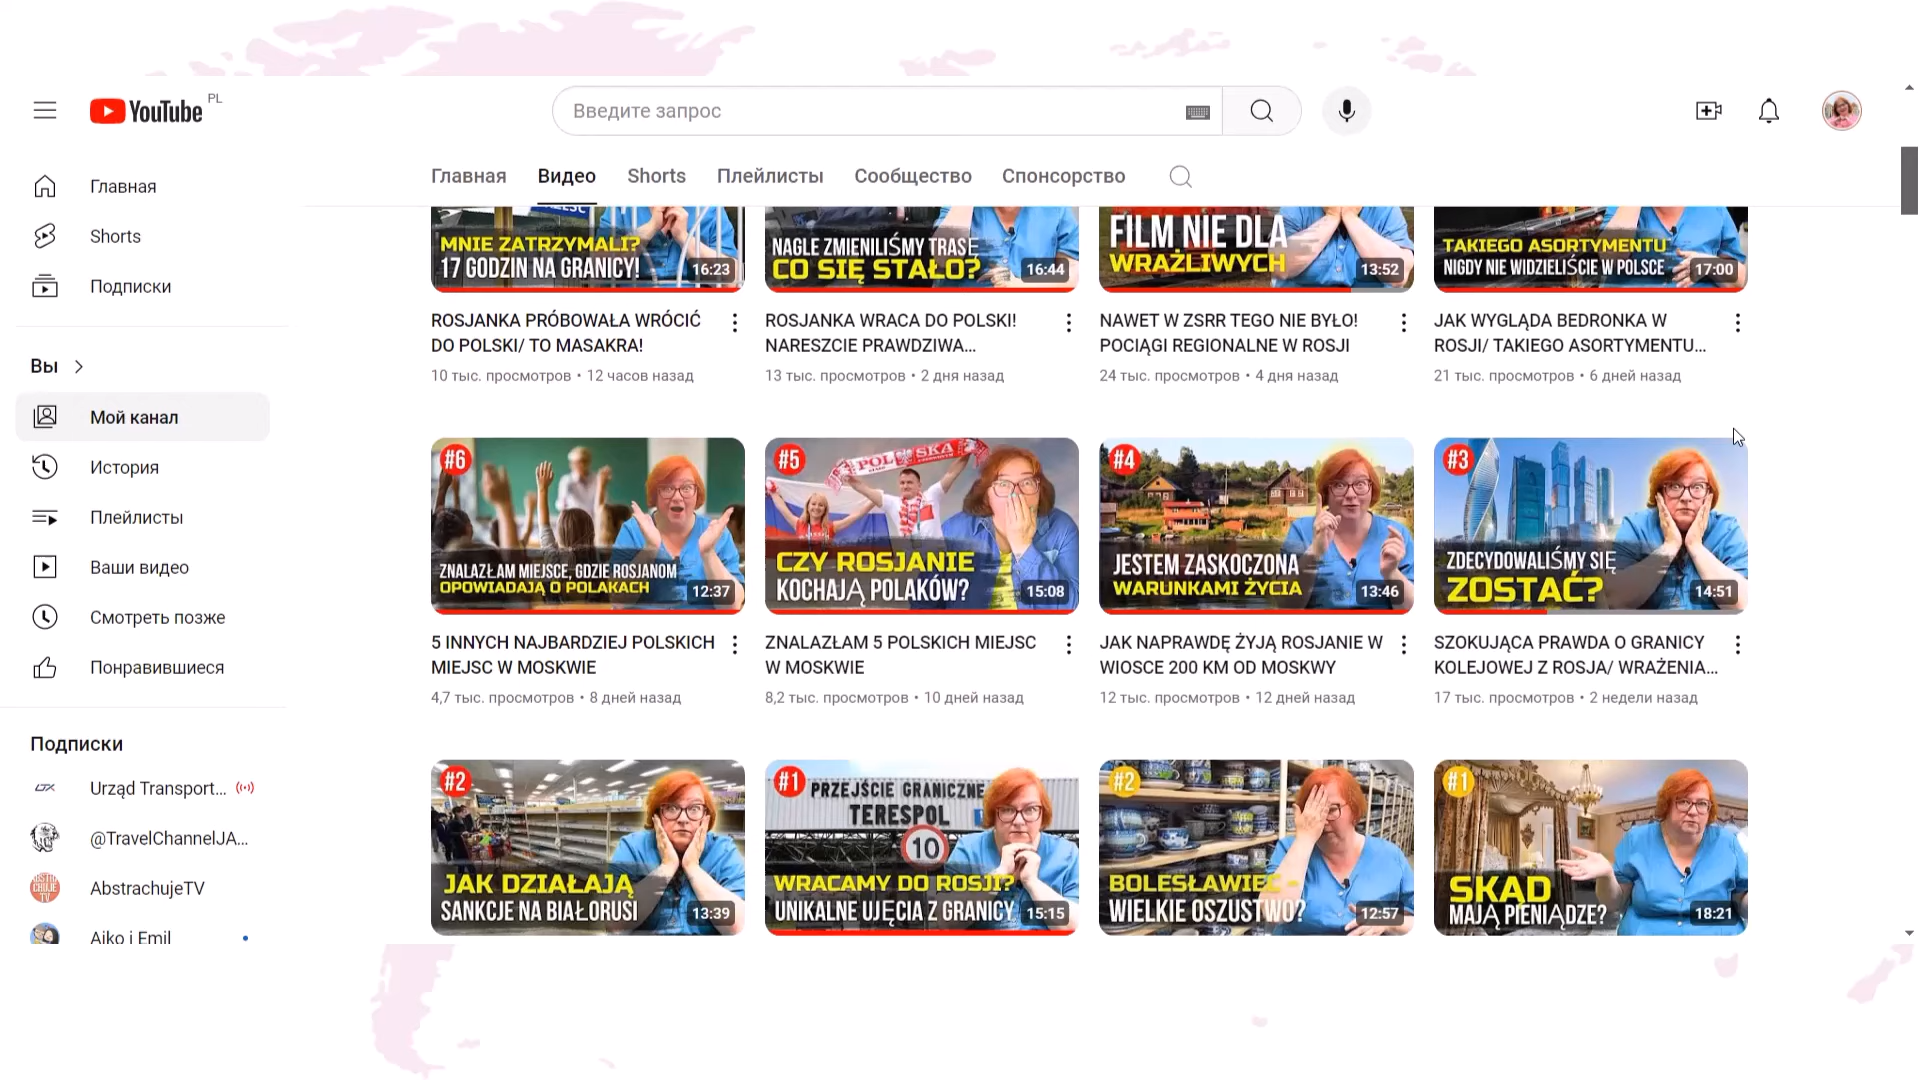 YouTube PL
Введите запрос
Главная
Shorts
Подписки
Вы
Мой канал
История
Плейлисты
Ваши видео
Смотреть позже
Понравившиеся
Подписки
Urząd Transport...
@TravelChannelJA...
AbstrachujeTV
Aiko i Emil
Главная Видео Shorts Плейлисты Сообщество Спонсорство
MNIE ZATRZYMALI?
17 GODZIN NA GRANICY!
16:23
ROSJANKA PRÓBOWAŁA WRÓCIĆ
DO POLSKI/ TO MASAKRA!
10 тыс. просмотров • 12 часов назад
NAGLE ZMIENILIŚMY TRASĘ
CO SIĘ STAŁO?
16:44
ROSJANKA WRACA DO POLSKI!
NARESZCIE PRAWDZIWA...
13 тыс. просмотров • 2 дня назад
FILM NIE DLA
WRAŻLIWYCH
13:52
NAWET W ZSRR TEGO NIE BYŁO!
POCIĄGI REGIONALNE W ROSJI
24 тыс. просмотров • 4 дня назад
TAKIEGO ASORTYMENTU
NIGDY NIE WIDZIELIŚCIE W POLSCE
17:00
JAK WYGLĄDA BEDRONKA W
ROSJI/ TAKIEGO ASORTYMENTU...
21 тыс. просмотров • 6 дней назад
#6
ZNALAZŁAM MIEJSCE, GDZIE ROSJANOM
OPOWIADAJĄ O POLAKACH
12:37
5 INNYCH NAJBARDZIEJ POLSKICH
MIEJSC W MOSKWIE
4,7 тыс. просмотров • 8 дней назад
#5
POLSKA
CZY ROSJANIE
KOCHAJĄ POLAKÓW?
15:08
ZNALAZŁAM 5 POLSKICH MIEJSC
W MOSKWIE
8,2 тыс. просмотров • 10 дней назад
#4
JESTEM ZASKOCZONA
WARUNKAMI ŻYCIA
13:46
JAK NAPRAWDĘ ŻYJĄ ROSJANIE W
WIOSCE 200 KM OD MOSKWY
12 тыс. просмотров • 12 дней назад
#3
ZDECYDOWALIŚMY SIĘ
ZOSTAĆ?
14:51
SZOKUJĄCA PRAWDA O GRANICY
KOLEJOWEJ Z ROSJA/ WRAŻENIA...
17 тыс. просмотров • 2 недели назад
#2
JAK DZIAŁAJĄ
SANKCJE NA BIAŁORUSI
13:39
#1
PRZEJŚCIE GRANICZNE
TERESPOL
10
WRACAMY DO ROSJI?
UNIKALNE UJĘCIA Z GRANICY
15:15
#2
BOLESŁAWIEC -
WIELKIE OSZUSTWO?
12:57
#1
SKĄD
MAJĄ PIENIĄDZE?
18:21